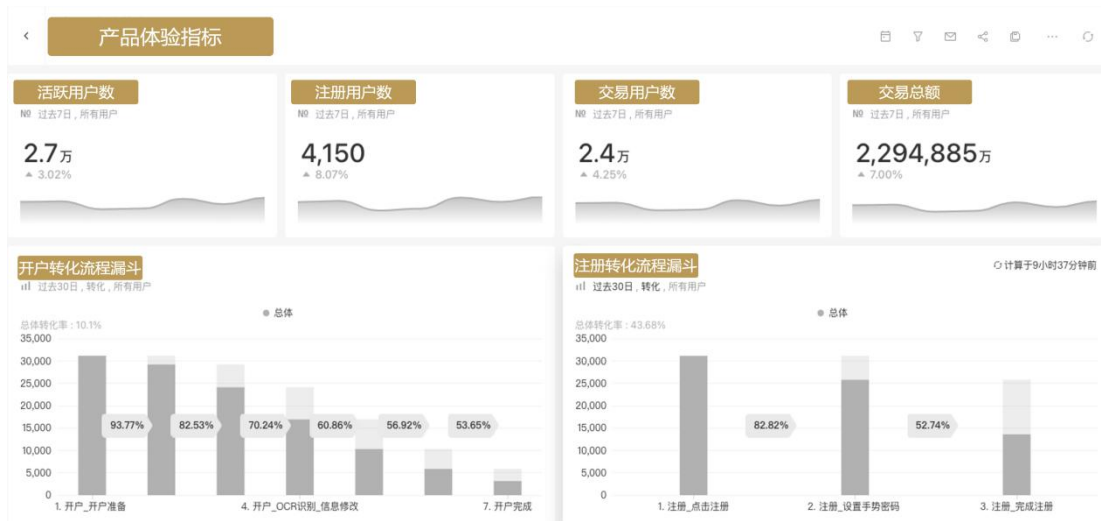 产品体验指标
活跃用户数
№ 过去7日 , 所有用户
2.7万
▲ 3.02%
注册用户数
№ 过去7日 , 所有用户
4,150
▲ 8.07%
交易用户数
№ 过去7日 , 所有用户
2.4万
▲ 4.25%
交易总额
№ 过去7日 , 所有用户
2,294,885万
▲ 7.00%
开户转化流程漏斗
过去30日 , 转化 , 所有用户
总体
总体转化率 : 10.1%
35,000
30,000
25,000
20,000
15,000
10,000
5,000
0
93.77%
82.53%
70.24%
60.86%
56.92%
53.65%
1. 开户_开户准备
4. 开户_OCR识别_信息修改
7. 开户完成
注册转化流程漏斗
计算于9小时37分钟前
过去30日 , 转化 , 所有用户
总体
总体转化率 : 43.68%
35,000
30,000
25,000
20,000
15,000
10,000
5,000
0
82.82%
52.74%
1. 注册_点击注册
2. 注册_设置手势密码
3. 注册_完成注册